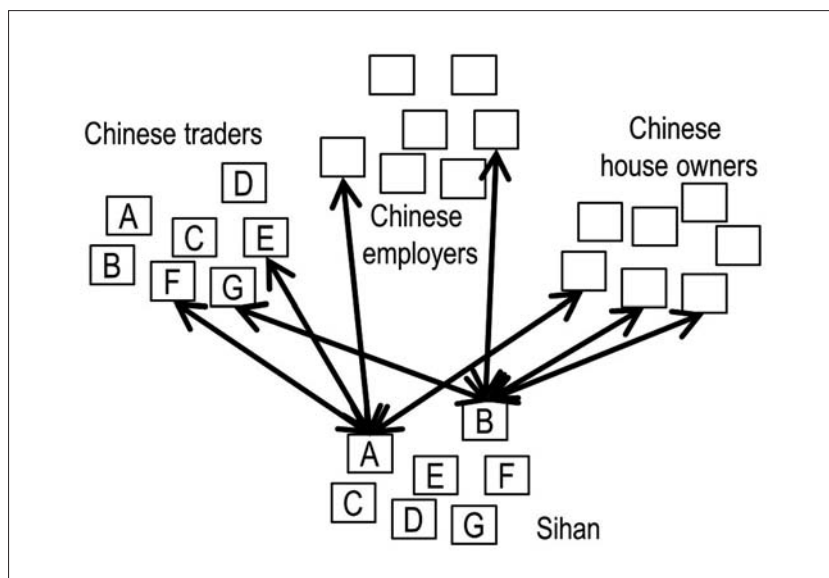 Chinese traders
D
A
C
E
B
F
G
Chinese
employers
Chinese
house owners
A
B
E
F
C
D
G
Sihan